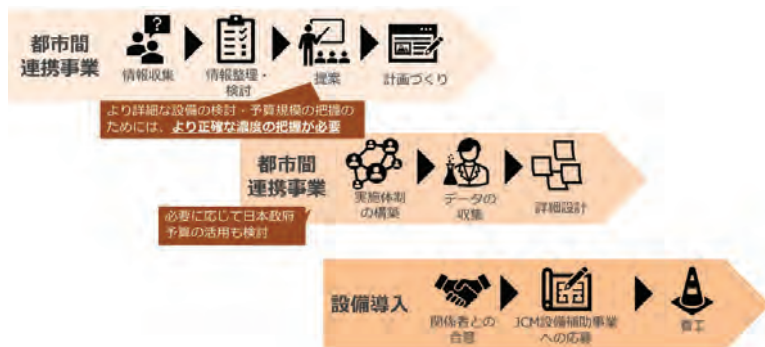 都市間
連携事業
情報収集
情報整理・
検討
提案
計画づくり
より詳細な設備の検討・予算規模の把握の
ためには、より正確な濃度の把握が必要
都市間
連携事業
実施体制
の構築
データの
収集
詳細設計
必要に応じて日本政府
予算の活用も検討
設備導入
関係者との
合意
JCM設備補助事業
への応募
着工